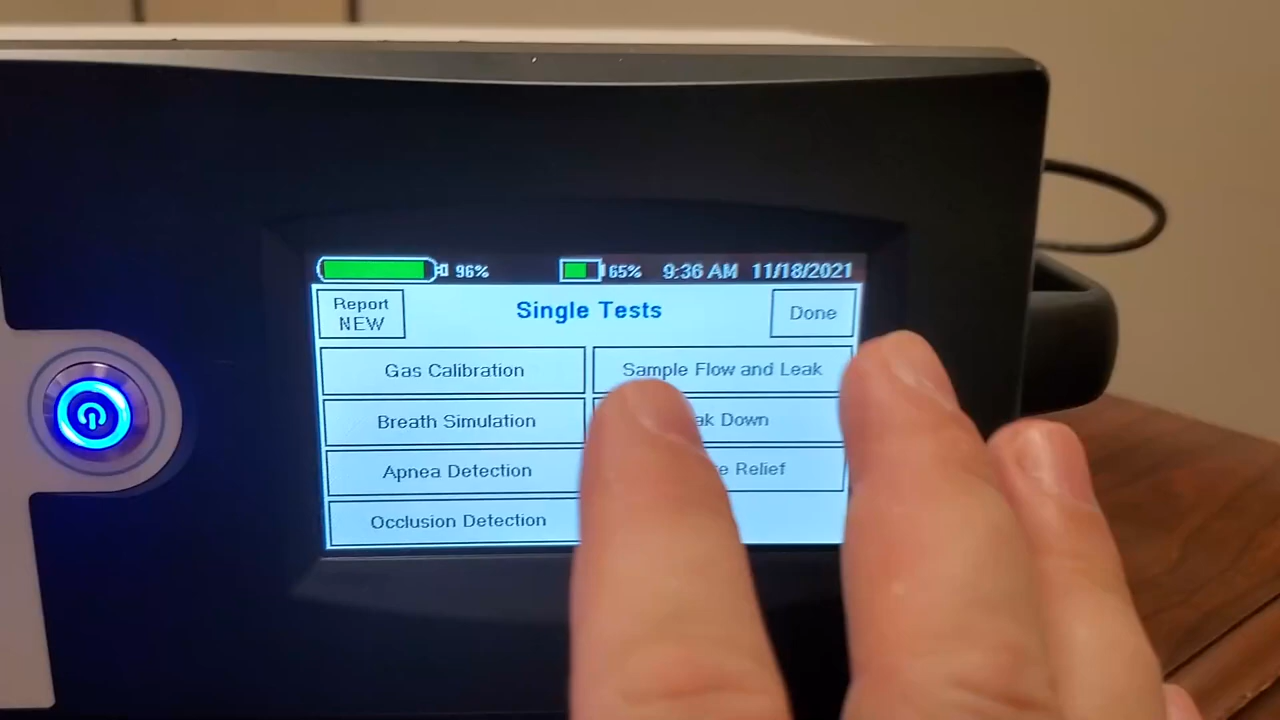 96% 65% 9:36 AM 11/18/2021
Report
NEW
Single Tests
Done
Gas Calibration
Sample Flow and Leak
Breath Simulation
Down
Apnea Detection
Relief
Occlusion Detection